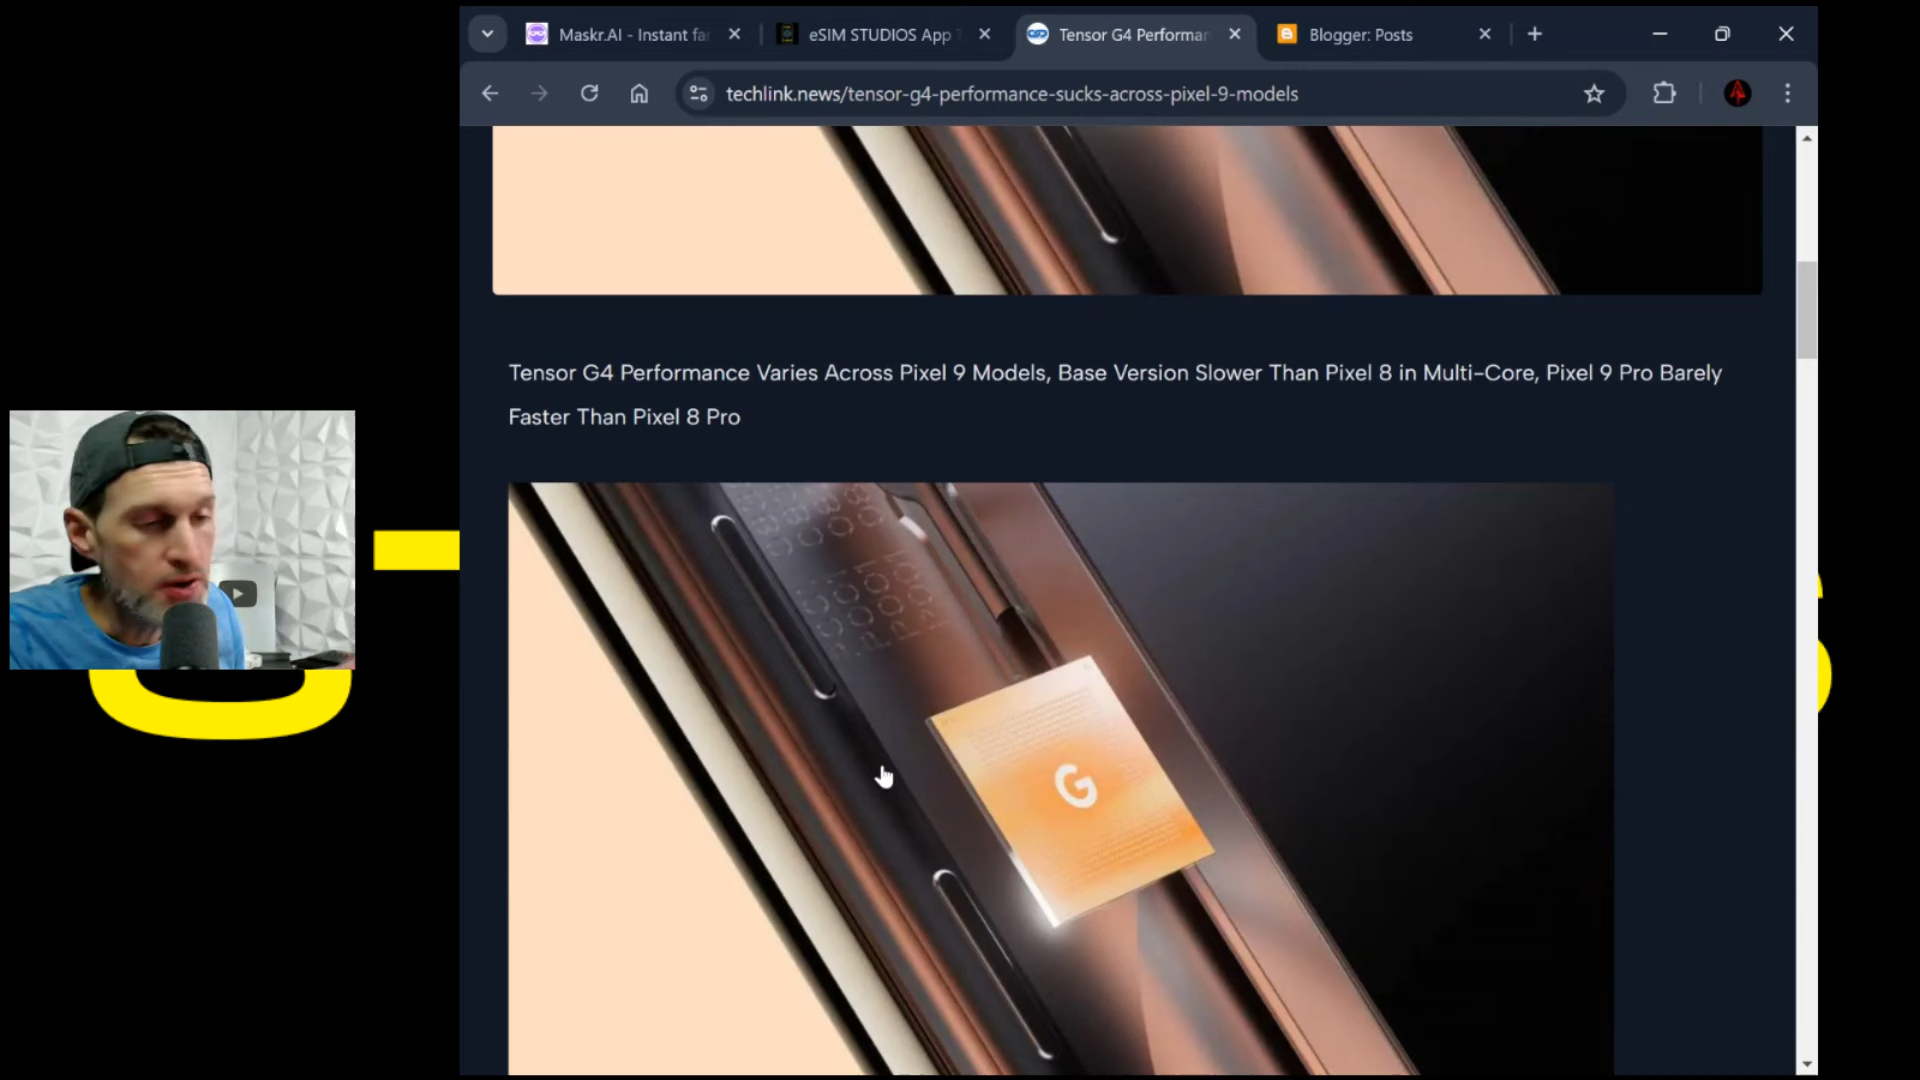 Maskr.AI - Instant fa
eSIM STUDIOS App
Tensor G4 Performan
Blogger: Posts
techlink.news/tensor-g4-performance-sucks-across-pixel-9-models
Tensor G4 Performance Varies Across Pixel 9 Models, Base Version Slower Than Pixel 8 in Multi-Core, Pixel 9 Pro Barely
Faster Than Pixel 8 Pro
G